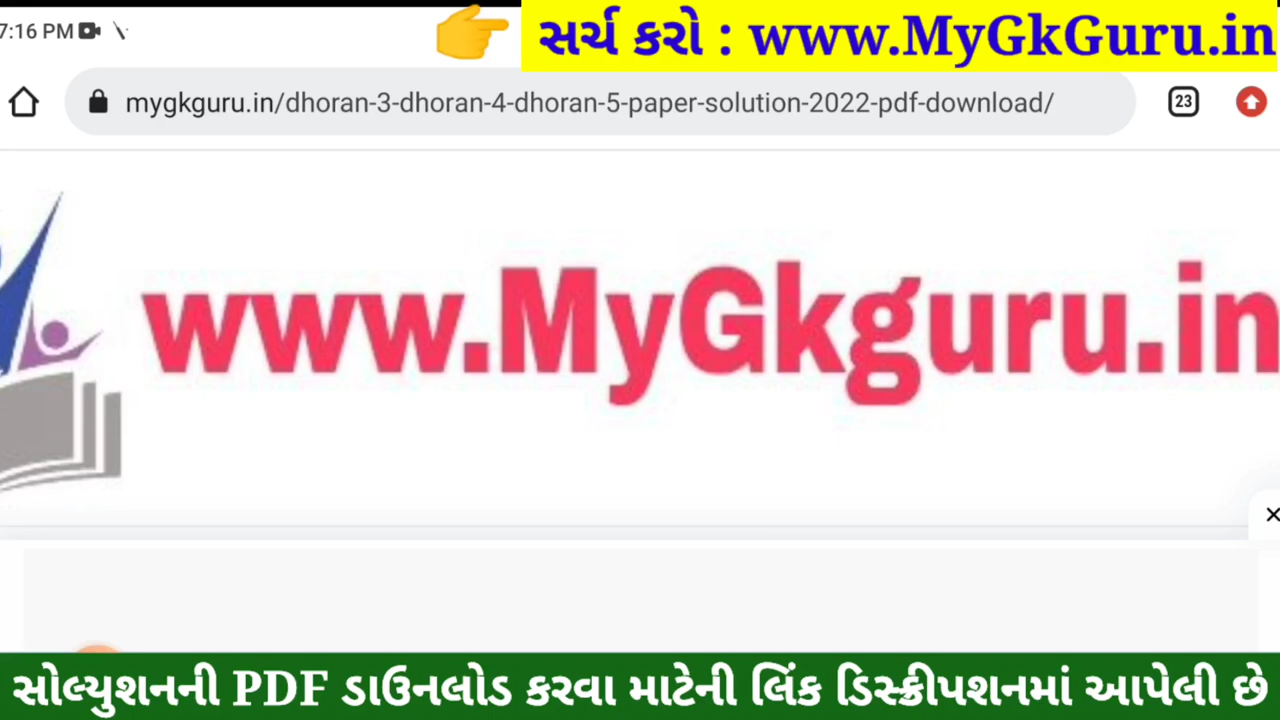 7:16 PM
👉 સર્ચ કરો : www.MyGkGuru.in
mygkguru.in/dhoran-3-dhoran-4-dhoran-5-paper-solution-2022-pdf-download/
23
www.MyGkguru.in
સોલ્યુશનની PDF ડાઉનલોડ કરવા માટેની લિંક ડિસ્ક્રીપશનમાં આપેલી છે